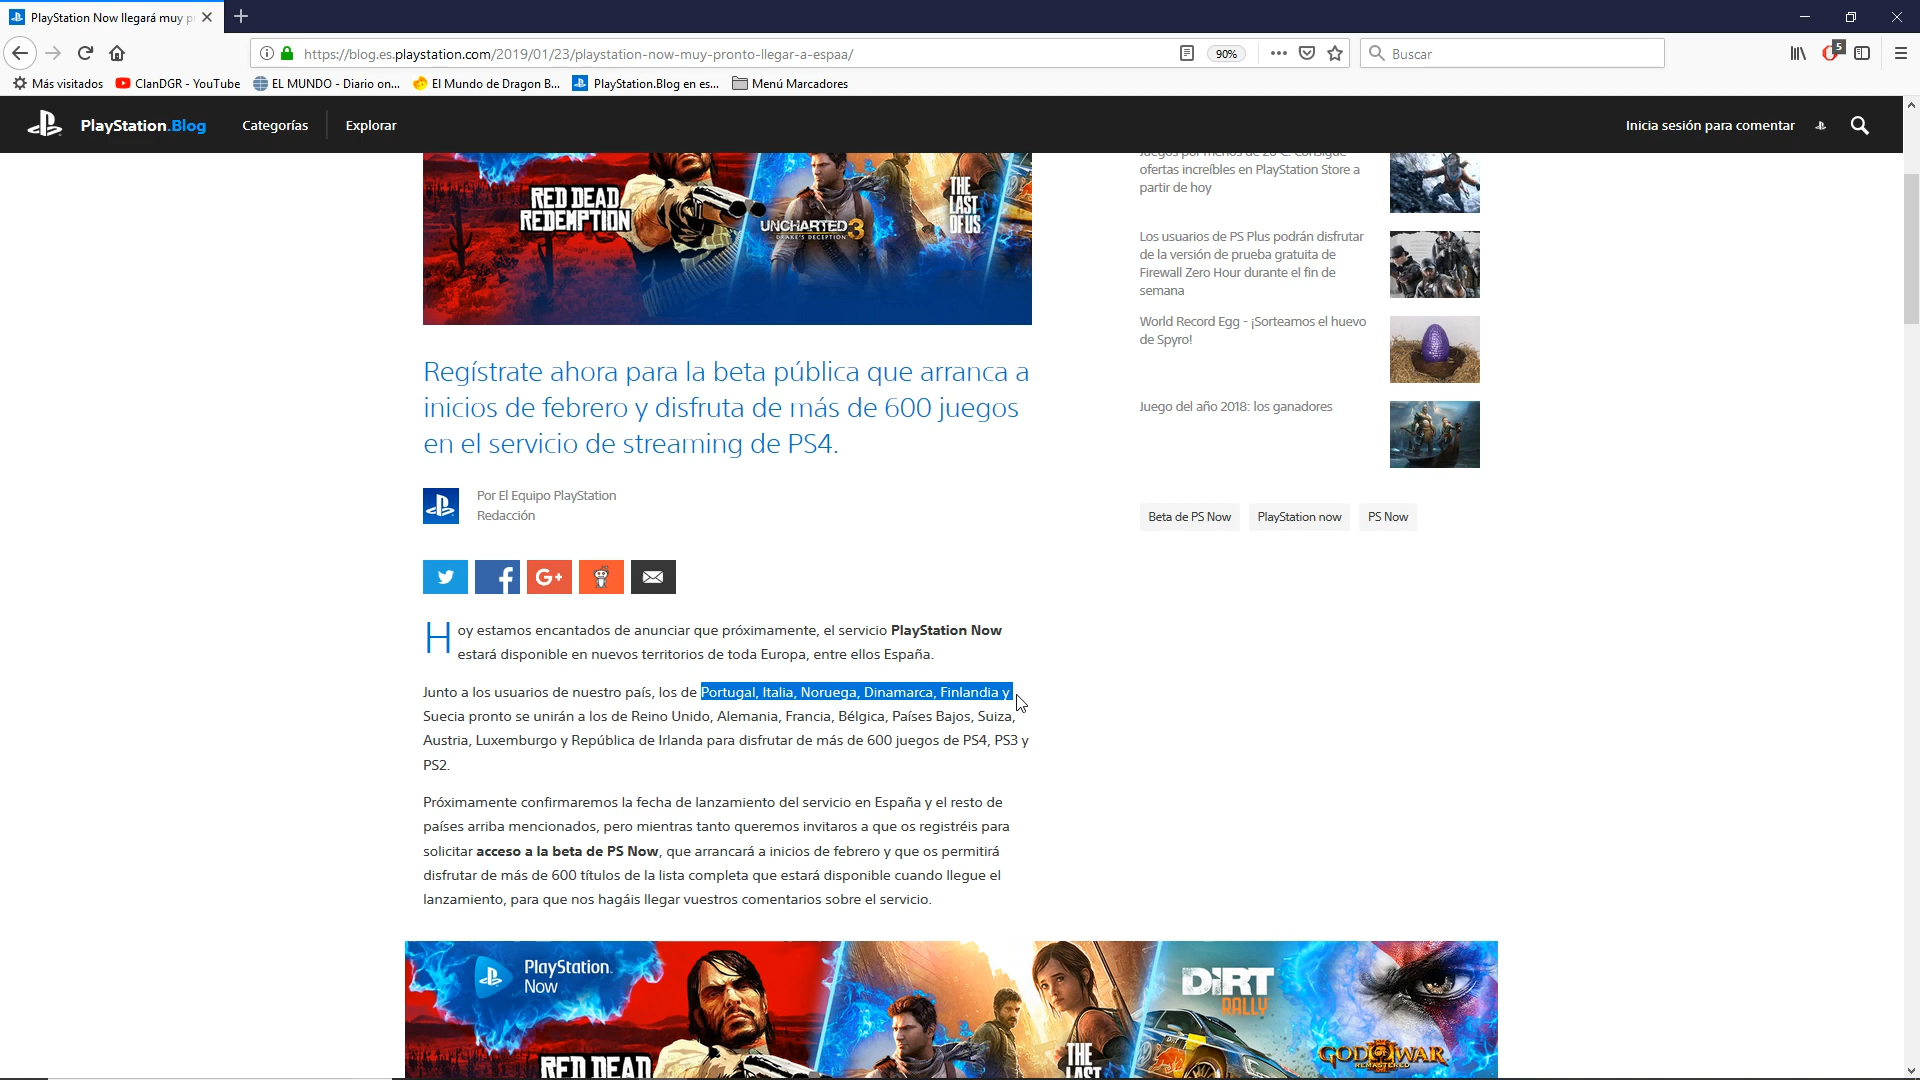 PlayStation Now llegará muy p
https://blog.es.playstation.com/2019/01/23/playstation-now-muy-pronto-llegar-a-espaa/
90%
Buscar
5
Más visitados
ClanDGR - YouTube
EL MUNDO - Diario on...
El Mundo de Dragon B...
PlayStation.Blog en es...
Menú Marcadores
PlayStation.Blog
Categorías
Explorar
Inicia sesión para comentar
RED DEAD
REDEMPTION
UNCHARTED 3
DRAKE'S DECEPTION
THE
LAST
OF US
juegos por menos de 20 €. Consigue
ofertas increíbles en PlayStation Store a
partir de hoy
Los usuarios de PS Plus podrán disfrutar
de la versión de prueba gratuita de
Firewall Zero Hour durante el fin de
semana
World Record Egg - ¡Sorteamos el huevo
de Spyro!
Juego del año 2018: los ganadores
Beta de PS Now
PlayStation now
PS Now
Regístrate ahora para la beta pública que arranca a
inicios de febrero y disfruta de más de 600 juegos
en el servicio de streaming de PS4.
Por El Equipo PlayStation
Redacción
G+
Hoy estamos encantados de anunciar que próximamente, el servicio PlayStation Now
estará disponible en nuevos territorios de toda Europa, entre ellos España.
Junto a los usuarios de nuestro país, los de Portugal, Italia, Noruega, Dinamarca, Finlandia y
Suecia pronto se unirán a los de Reino Unido, Alemania, Francia, Bélgica, Países Bajos, Suiza,
Austria, Luxemburgo y República de Irlanda para disfrutar de más de 600 juegos de PS4, PS3 y
PS2.
Próximamente confirmaremos la fecha de lanzamiento del servicio en España y el resto de
países arriba mencionados, pero mientras tanto queremos invitaros a que os registréis para
solicitar acceso a la beta de PS Now, que arrancará a inicios de febrero y que os permitirá
disfrutar de más de 600 títulos de la lista completa que estará disponible cuando llegue el
lanzamiento, para que nos hagáis llegar vuestros comentarios sobre el servicio.
PlayStation.
Now
RED DEAD
THE
LAST
DiRT
RALLY
GOD OF WAR
REMASTERED